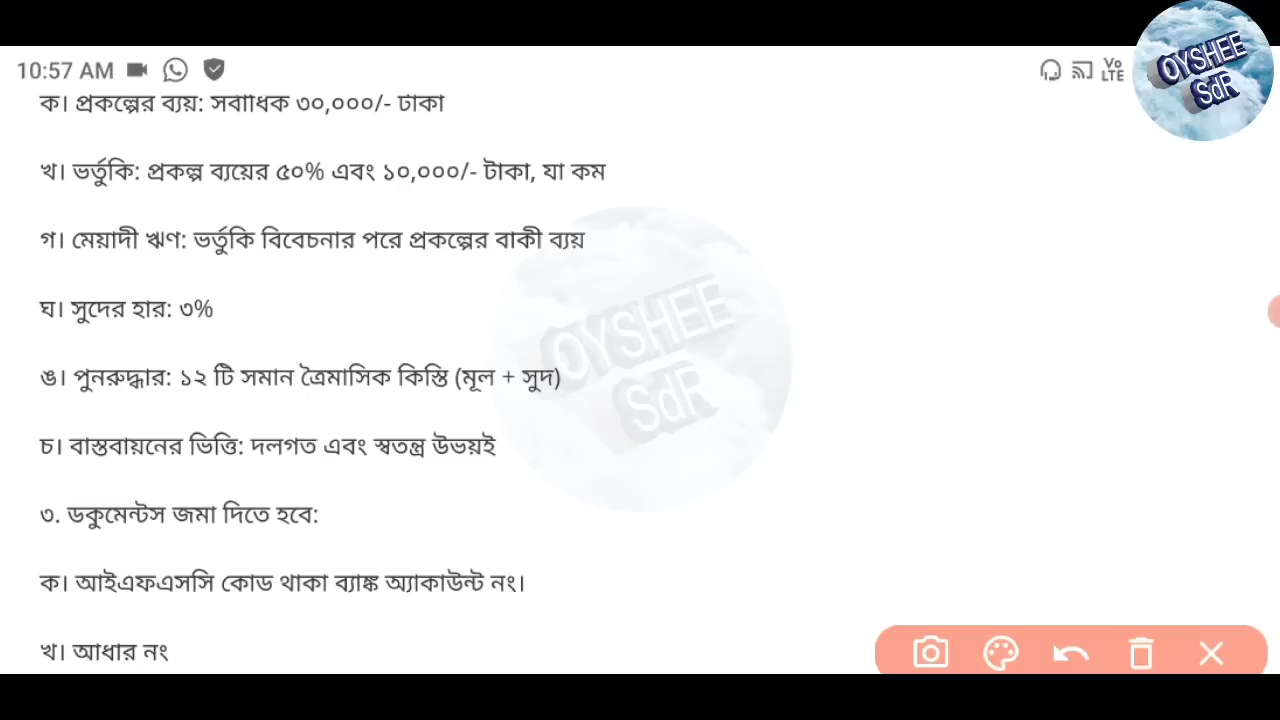 10:57 AM
Vo
LTE
OYSHEE
SdR
ক। প্রকল্পের ব্যয়: সর্বাধিক ৩০,০০০/- টাকা
খ। ভর্তুকি: প্রকল্প ব্যয়ের ৫০% এবং ১০,০০০/- টাকা, যা কম
গ। মেয়াদী ঋণ: ভর্তুকি বিবেচনার পরে প্রকল্পের বাকী ব্যয়
ঘ। সুদের হার: ৩%
OYSHEE
SdR
ঙ। পুনরুদ্ধার: ১২ টি সমান ত্রৈমাসিক কিস্তি (মূল + সুদ)
চ। বাস্তবায়নের ভিত্তি: দলগত এবং স্বতন্ত্র উভয়ই
৩. ডকুমেন্টস জমা দিতে হবে:
ক। আইএফএসসি কোড থাকা ব্যাঙ্ক অ্যাকাউন্ট নং।
খ। আধার নং